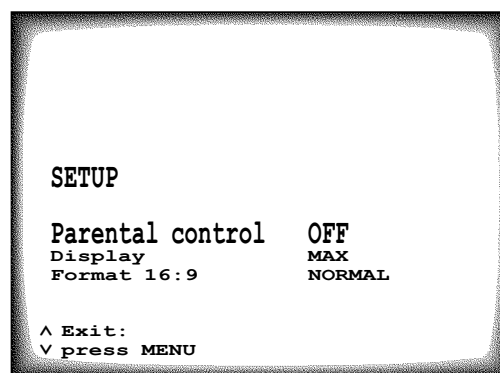 SETUP
Parental control OFF
Display MAX
Format 16:9 NORMAL
∧ Exit:
∨ press MENU